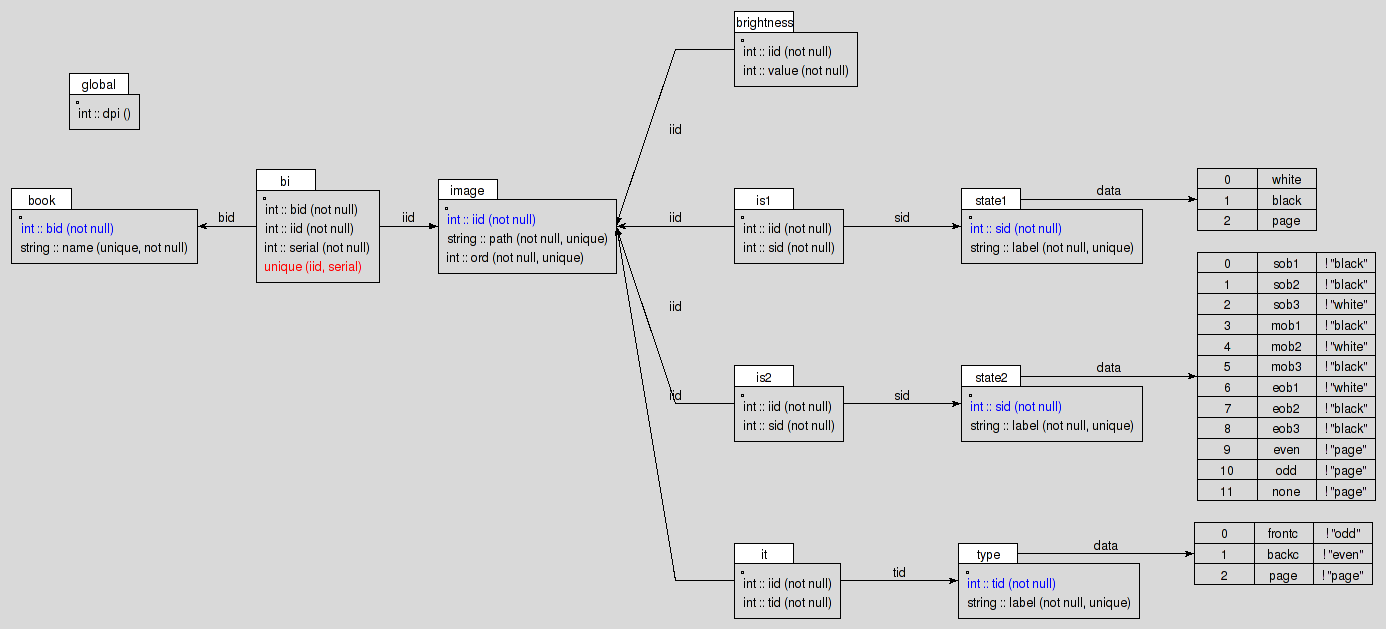 global
int :: dpi ()
book
int :: bid (not null)
string :: name (unique, not null)
bid
bi
int :: bid (not null)
int :: iid (not null)
int :: serial (not null)
unique (iid, serial)
iid
image
int :: iid (not null)
string :: path (not null, unique)
int :: ord (not null, unique)
brightness
int :: iid (not null)
int :: value (not null)
iid
iid
is1
int :: iid (not null)
int :: sid (not null)
sid
state1
int :: sid (not null)
string :: label (not null, unique)
data
0 white
1 black
2 page
iid
iid
is2
int :: iid (not null)
int :: sid (not null)
sid
state2
int :: sid (not null)
string :: label (not null, unique)
data
0 sob1 ! "black"
1 sob2 ! "black"
2 sob3 ! "white"
3 mob1 ! "black"
4 mob2 ! "white"
5 mob3 ! "black"
6 eob1 ! "white"
7 eob2 ! "black"
8 eob3 ! "black"
9 even ! "page"
10 odd ! "page"
11 none ! "page"
it
int :: iid (not null)
int :: tid (not null)
tid
type
int :: tid (not null)
string :: label (not null, unique)
data
0 frontc ! "odd"
1 backc ! "even"
2 page ! "page"